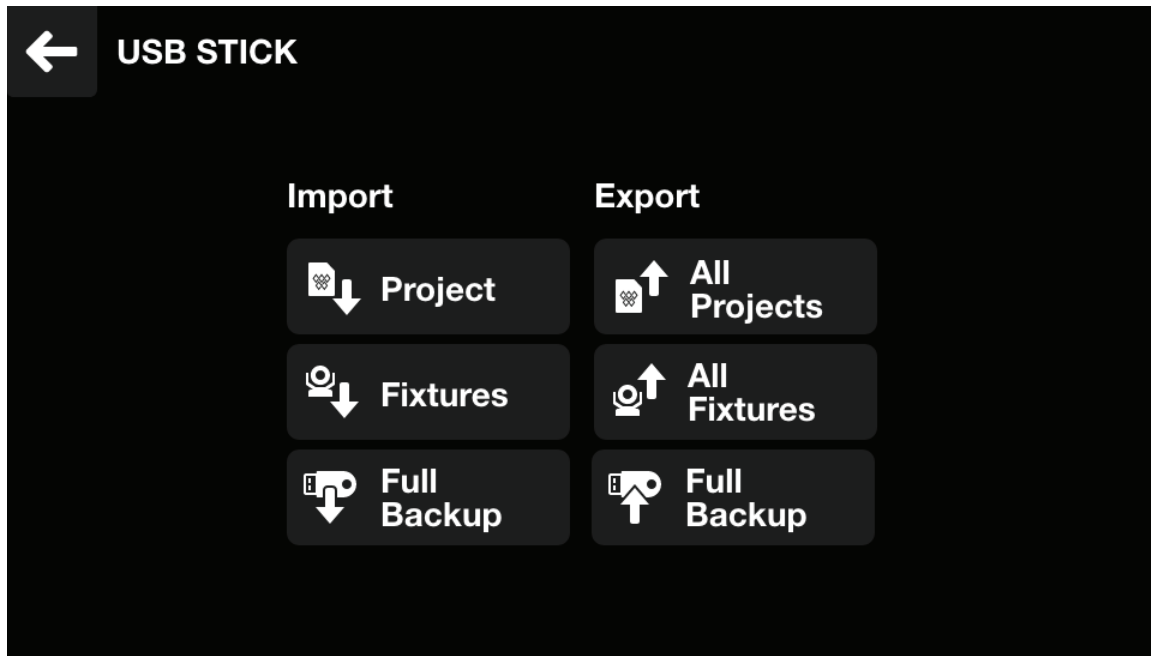 USB STICK
Import
Export
Project
All
Projects
Fixtures
All
Fixtures
Full
Backup
Full
Backup